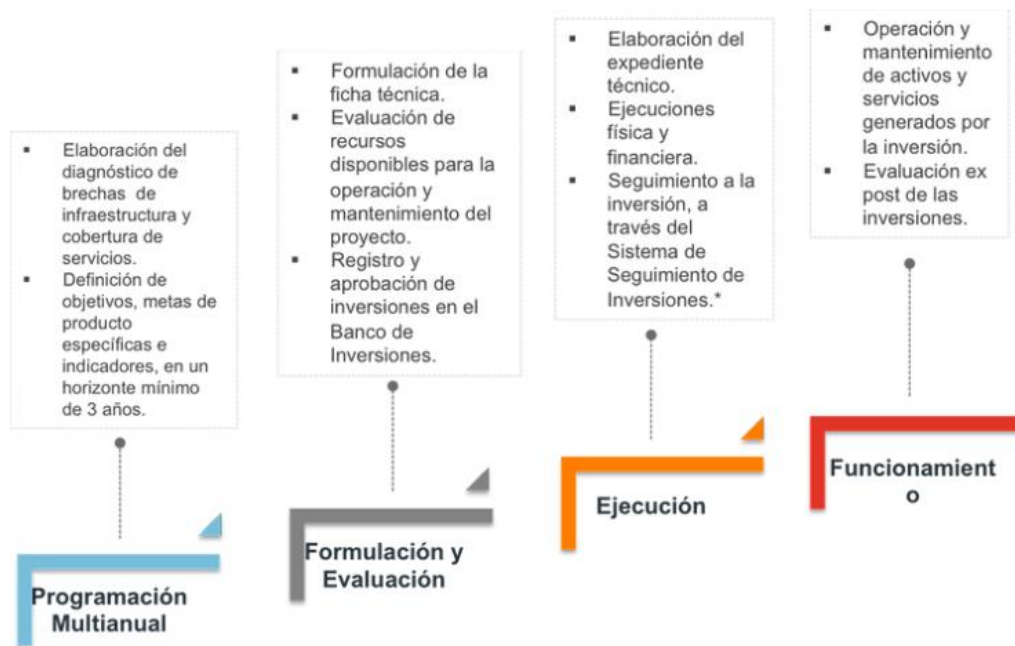 ▪ Elaboración del
diagnóstico de
brechas de
infraestructura y
cobertura de
servicios.
▪ Definición de
objetivos, metas de
producto
específicas e
indicadores, en un
horizonte mínimo
de 3 años.
Programación
Multianual
▪ Formulación de la
ficha técnica.
▪ Evaluación de
recursos
disponibles para la
operación y
mantenimiento del
proyecto.
▪ Registro y
aprobación de
inversiones en el
Banco de
Inversiones.
Formulación y
Evaluación
▪ Elaboración del
expediente
técnico.
▪ Ejecuciones
física y
financiera.
▪ Seguimiento a la
inversión, a
través del
Sistema de
Seguimiento de
Inversiones.*
Ejecución
▪ Operación y
mantenimiento
de activos y
servicios
generados por
la inversión.
▪ Evaluación ex
post de las
inversiones.
Funcionamient
o